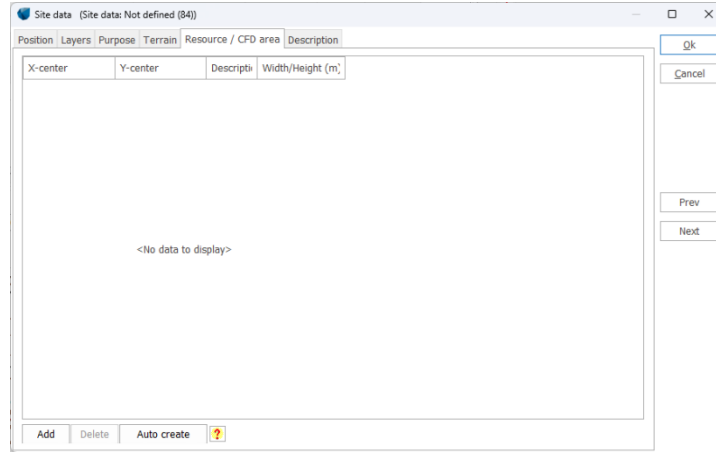 Site data (Site data: Not defined (84))
Position Layers Purpose Terrain Resource / CFD area Description
Ok
X-center Y-center Descripti Width/Height (m)
Cancel
Prev
Next
<No data to display>
Add Delete Auto create ?